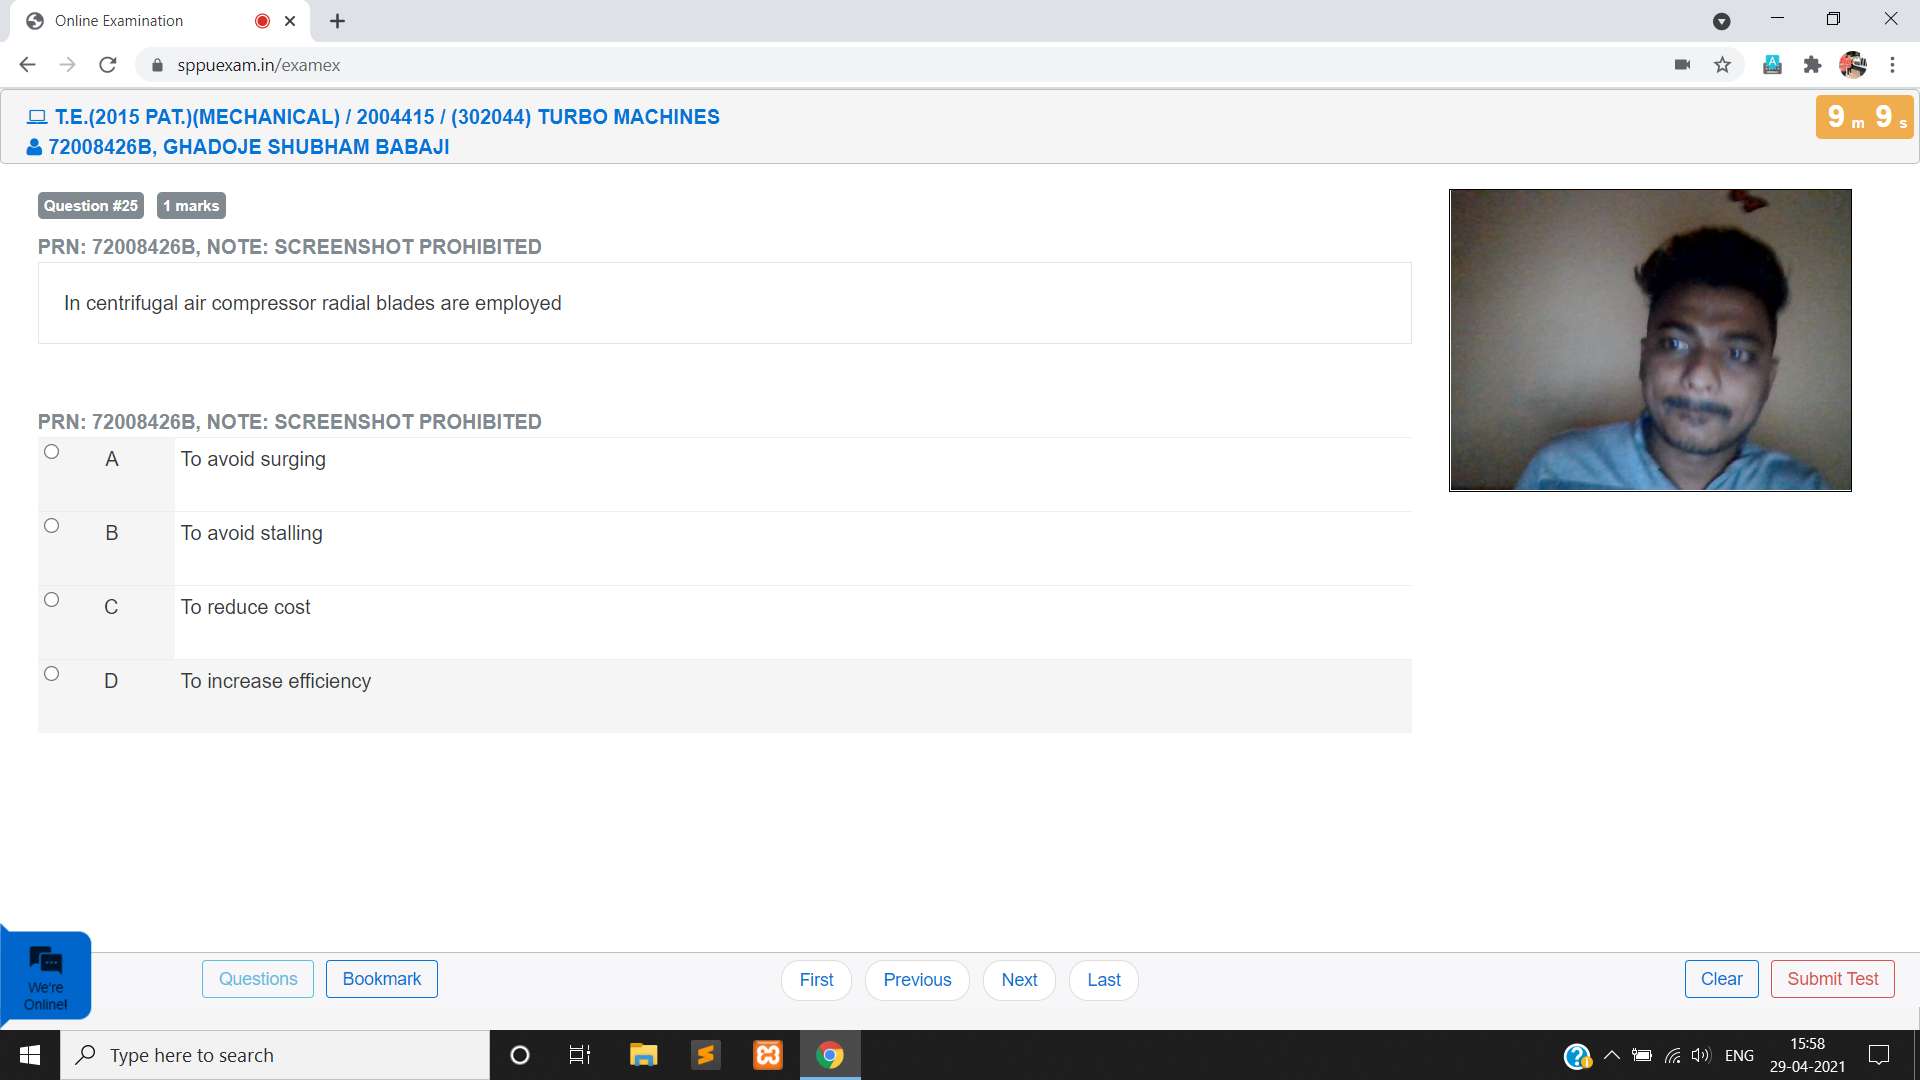 Online Examination
sppuexam.in/examex
T.E.(2015 PAT.)(MECHANICAL) / 2004415 / (302044) TURBO MACHINES
9 m 9 s
72008426B, GHADOJE SHUBHAM BABAJI
Question #25 1 marks
PRN: 72008426B, NOTE: SCREENSHOT PROHIBITED
In centrifugal air compressor radial blades are employed
PRN: 72008426B, NOTE: SCREENSHOT PROHIBITED
A To avoid surging
B To avoid stalling
C To reduce cost
D To increase efficiency
We're
Online!
Questions Bookmark First Previous Next Last Clear Submit Test
Type here to search
ENG
15:58
29-04-2021